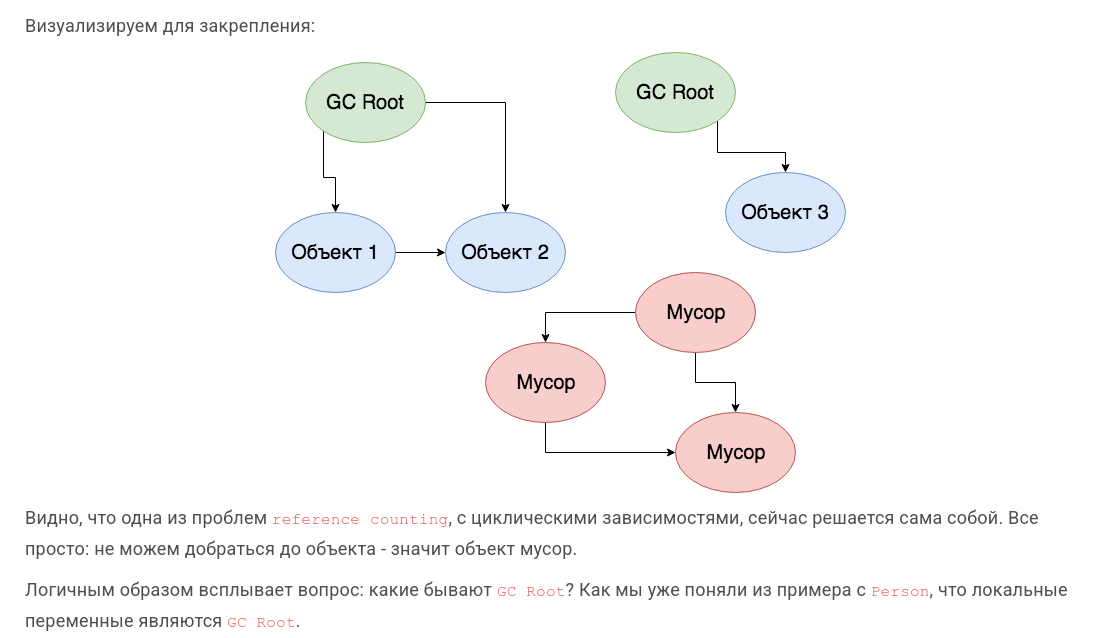 Визуализируем для закрепления:
GC Root
GC Root
Объект 3
Объект 1
Объект 2
Мусор
Мусор
Мусор
Видно, что одна из проблем reference counting, с циклическими зависимостями, сейчас решается сама собой. Все
просто: не можем добраться до объекта - значит объект мусор.
Логичным образом всплывает вопрос: какие бывают GC Root? Как мы уже поняли из примера с Person, что локальные
переменные являются GC Root.